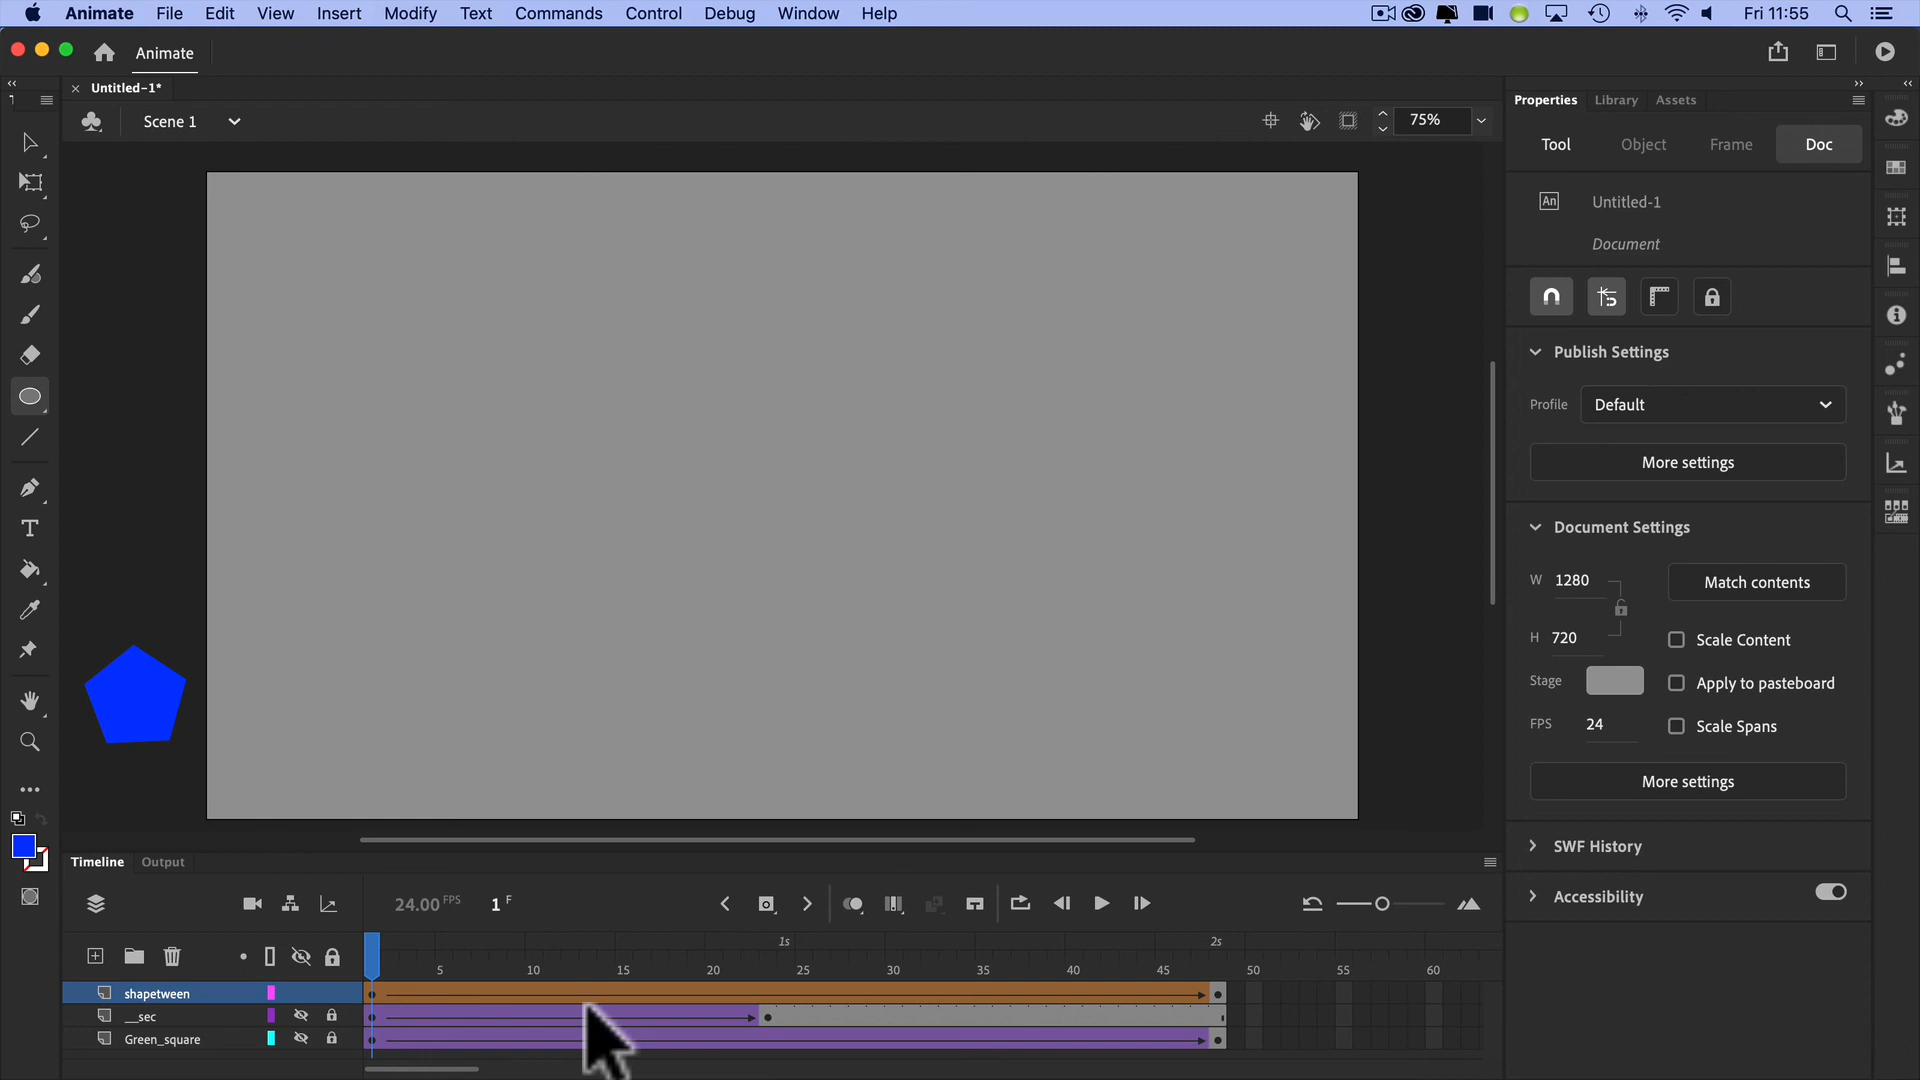 Animate File Edit View Insert Modify Text Commands Control Debug Window Help Fri 11:55
Animate
Untitled-1*
Properties Library Assets
Scene 1 75%
Tool Object Frame Doc
An Untitled-1
Document
Publish Settings
Profile Default
More settings
Document Settings
W 1280 Match contents
H 720 Scale Content
Stage Apply to pasteboard
FPS 24 Scale Spans
More settings
SWF History
Accessibility
Timeline Output
24.00 FPS 1 F
1s 2s
5 10 15 20 25 30 35 40 45 50 55 60
shapetween
__sec
Green_square